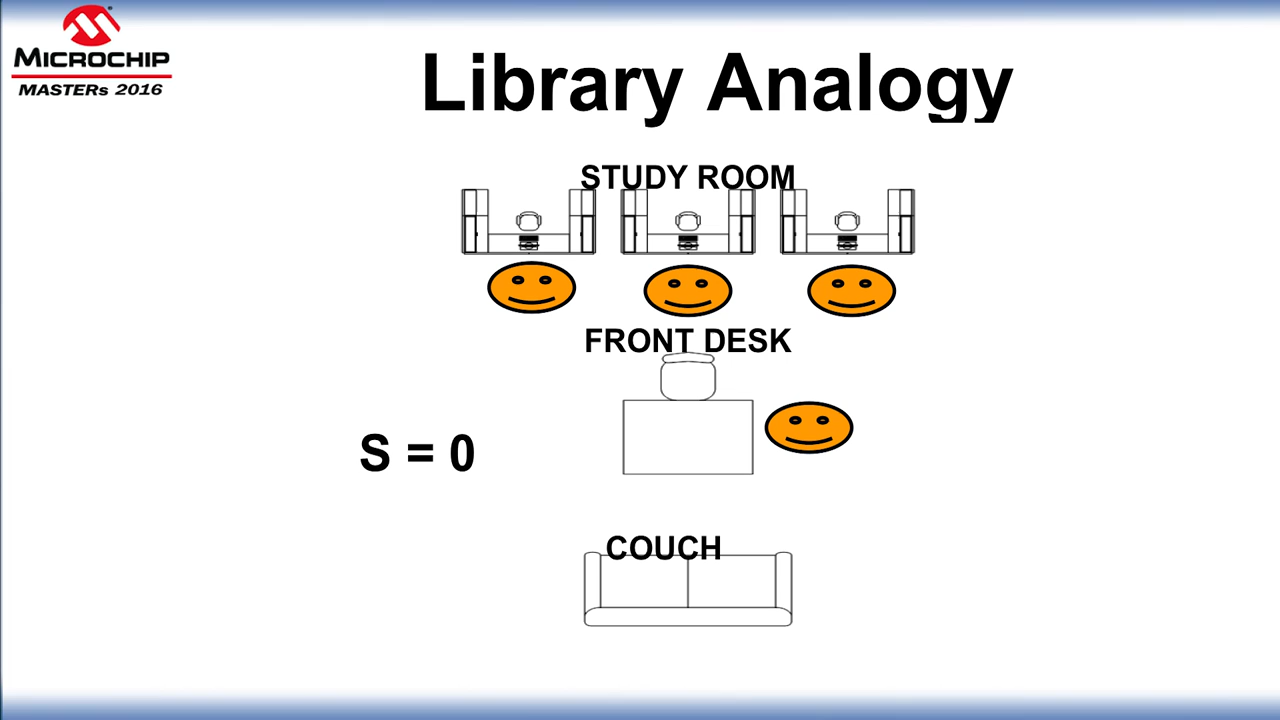 MICROCHIP
MASTERs 2016
Library Analogy
STUDY ROOM
FRONT DESK
S = 0
COUCH